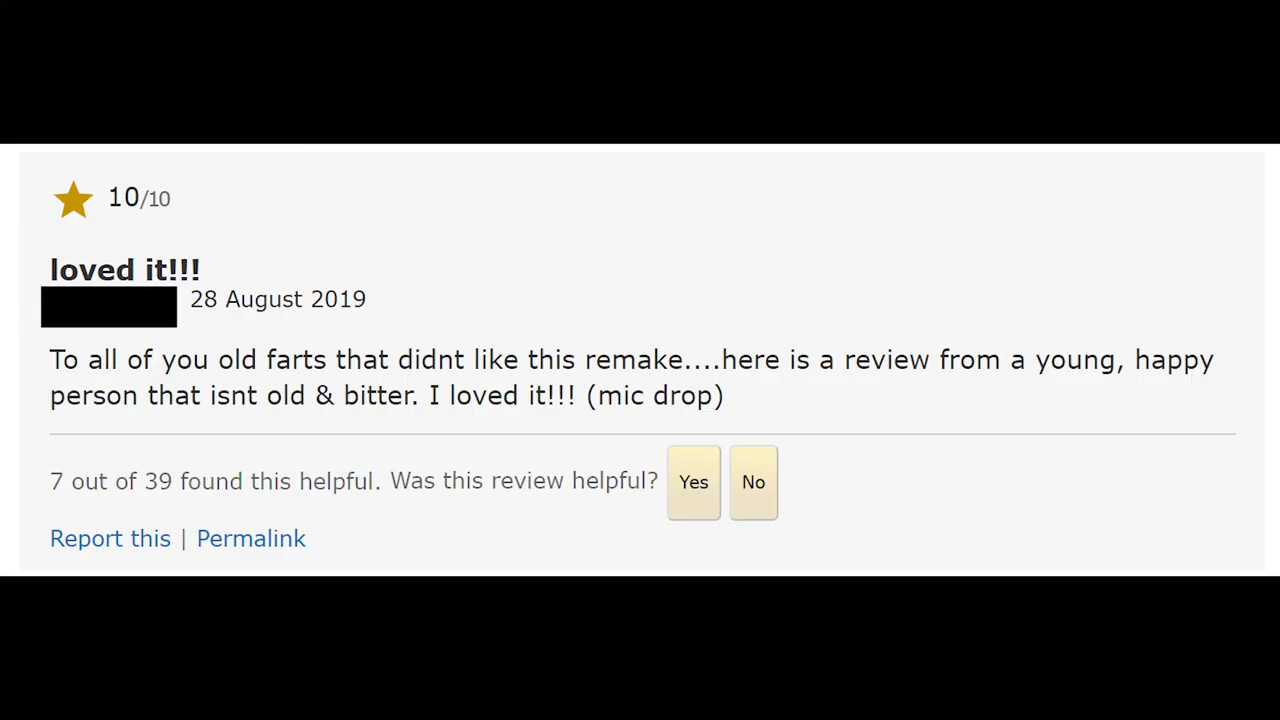 10/10
loved it!!!
28 August 2019
To all of you old farts that didnt like this remake....here is a review from a young, happy
person that isnt old & bitter. I loved it!!! (mic drop)
7 out of 39 found this helpful. Was this review helpful? Yes No
Report this | Permalink